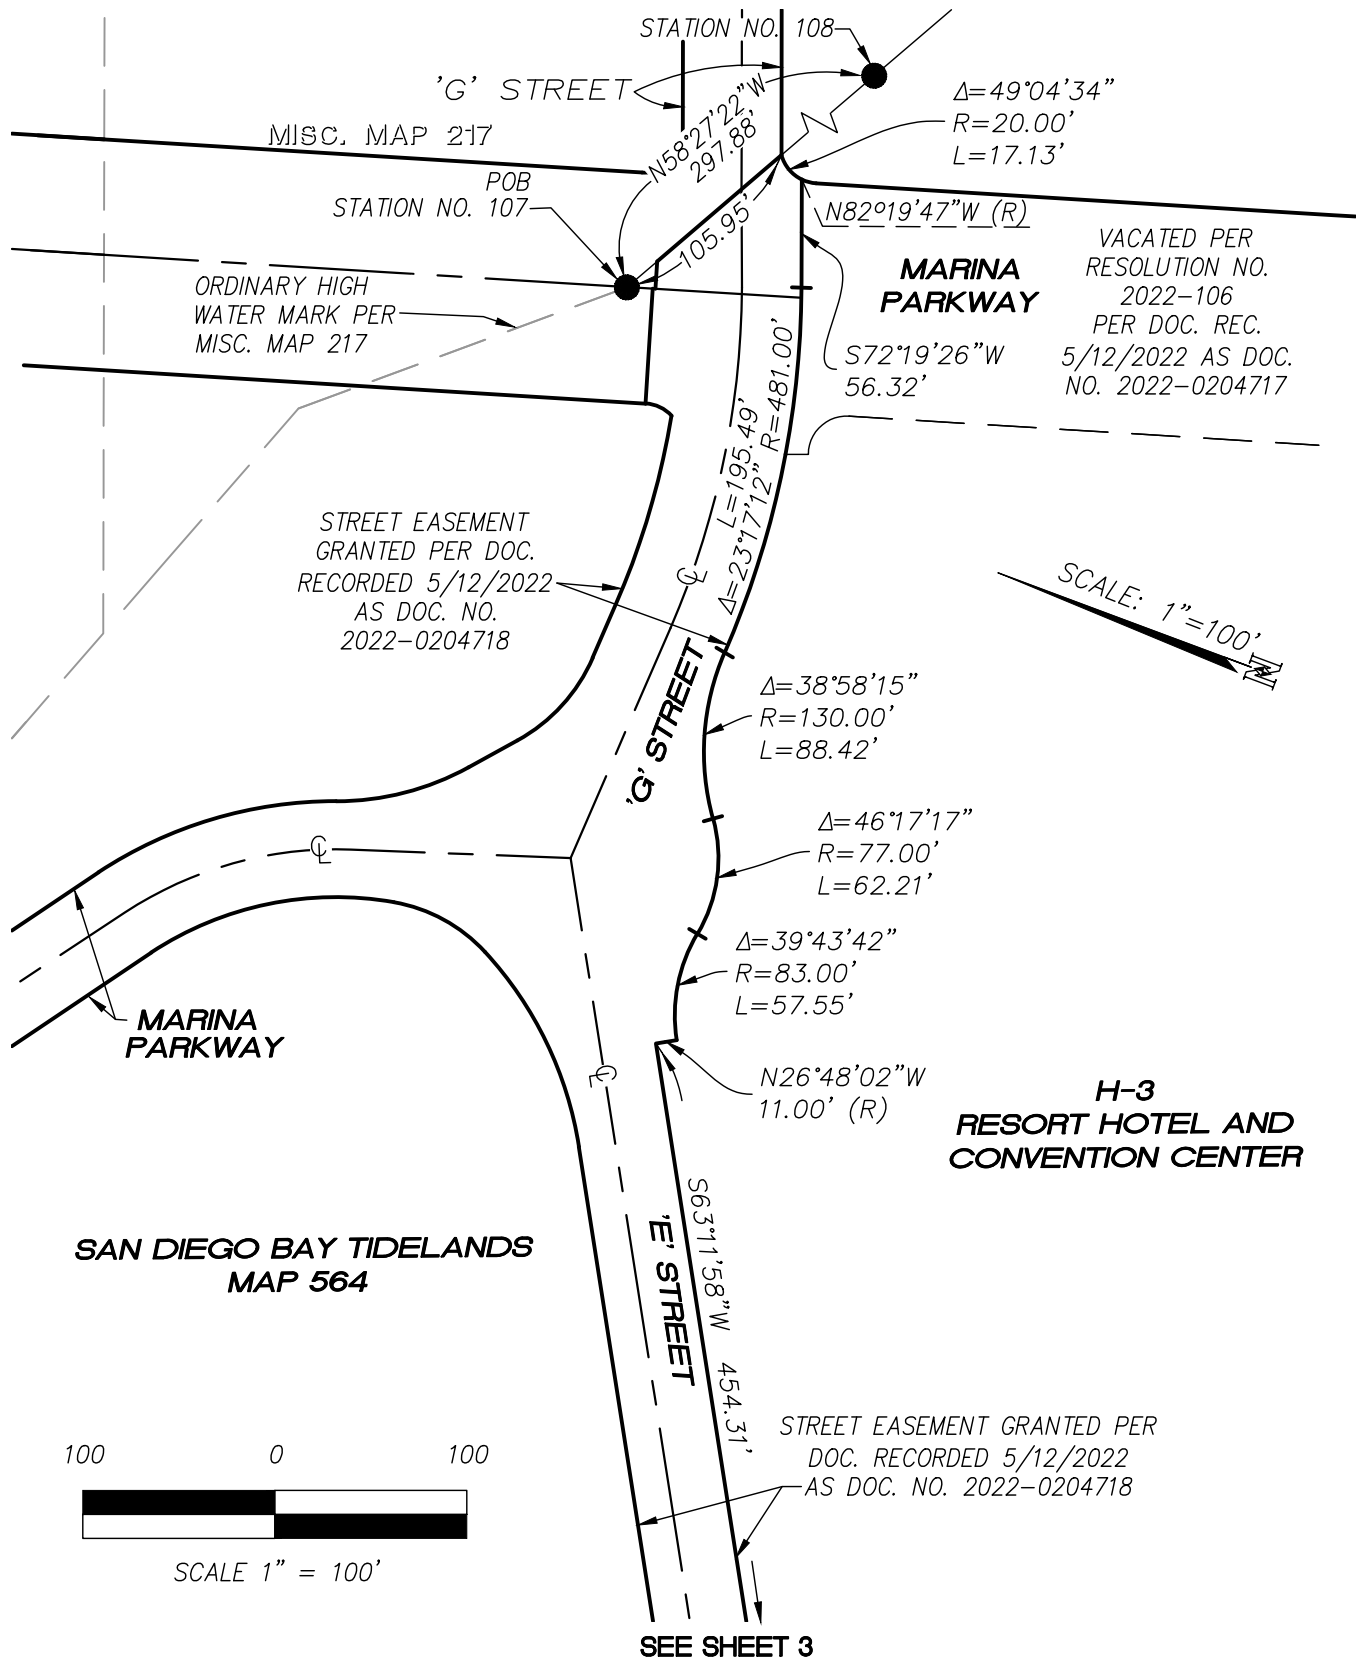 STATION NO. 108
'G' STREET
MISC. MAP 217
N58°27'22"W
297.88'
Δ=49°04'34"
R=20.00'
L=17.13'
POB
STATION NO. 107
105.95'
N82°19'47"W (R)
MARINA
PARKWAY
VACATED PER
RESOLUTION NO.
2022-106
PER DOC. REC.
5/12/2022 AS DOC.
NO. 2022-0204717
ORDINARY HIGH
WATER MARK PER
MISC. MAP 217
S72°19'26"W
56.32'
L=195.49'
Δ=23°17'12" R=481.00'
STREET EASEMENT
GRANTED PER DOC.
RECORDED 5/12/2022
AS DOC. NO.
2022-0204718
CL
SCALE: 1"=100'
N
'G' STREET
Δ=38°58'15"
R=130.00'
L=88.42'
Δ=46°17'17"
R=77.00'
L=62.21'
CL
Δ=39°43'42"
R=83.00'
L=57.55'
MARINA
PARKWAY
CL
N26°48'02"W
11.00' (R)
H-3
RESORT HOTEL AND
CONVENTION CENTER
S63°11'58"W 454.31'
'E' STREET
SAN DIEGO BAY TIDELANDS
MAP 564
STREET EASEMENT GRANTED PER
DOC. RECORDED 5/12/2022
AS DOC. NO. 2022-0204718
100 0 100
SCALE 1" = 100'
SEE SHEET 3